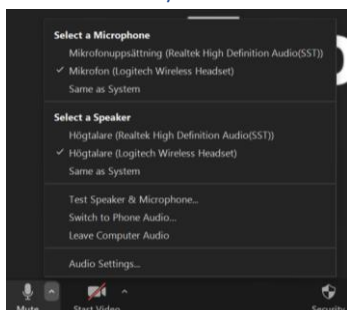 Select a Microphone
Mikrofonuppsättning (Realtek High Definition Audio(SST))
✓ Mikrofon (Logitech Wireless Headset)
Same as System
Select a Speaker
Högtalare (Realtek High Definition Audio(SST))
✓ Högtalare (Logitech Wireless Headset)
Same as System
Test Speaker & Microphone...
Switch to Phone Audio...
Leave Computer Audio
Audio Settings...
Mute
Start Video
Security